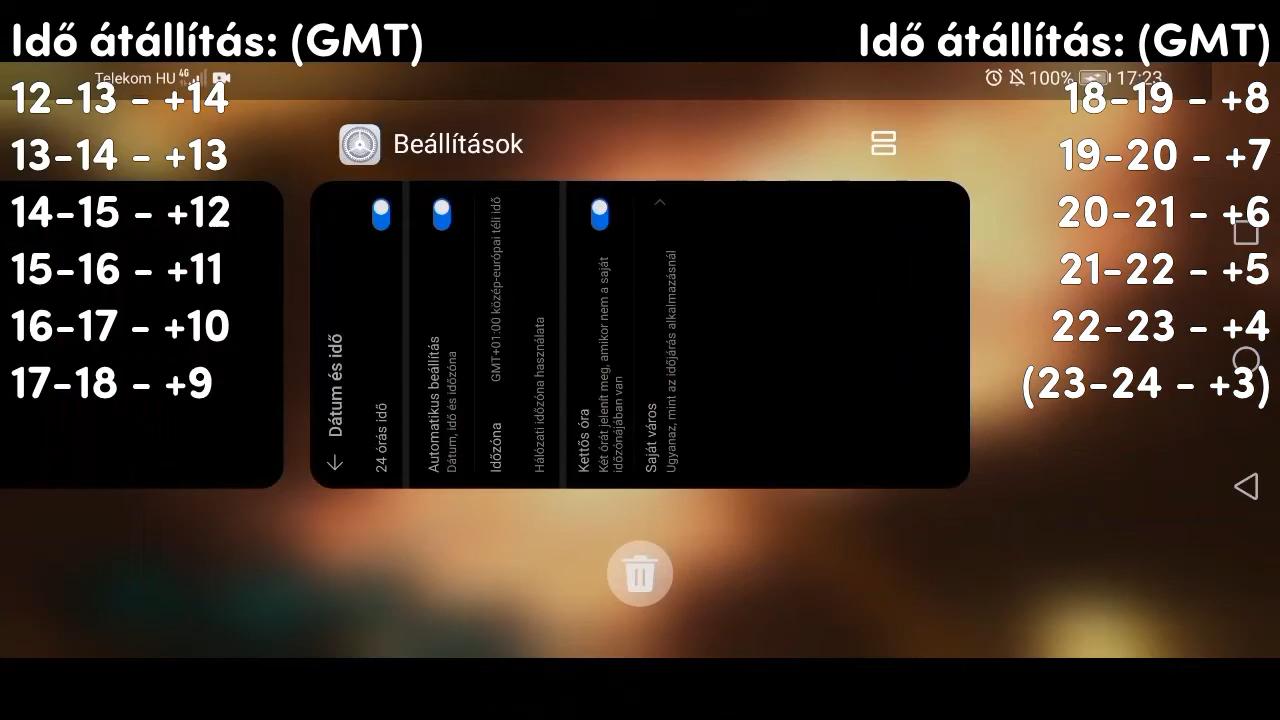 Idő átállítás: (GMT)
12-13 - +14
13-14 - +13
14-15 - +12
15-16 - +11
16-17 - +10
17-18 - +9
Idő átállítás: (GMT)
18-19 - +8
19-20 - +7
20-21 - +6
21-22 - +5
22-23 - +4
(23-24 - +3)
Telekom HU 4G
100% 17:23
Beállítások
Dátum és idő
24 órás idő
Automatikus beállítás
Dátum, idő és időzóna
Időzóna GMT+01:00 közép-európai téli idő
Hálózati időzóna használata
Kettős óra
Két órát jelenít meg, amikor nem a saját
időzónájában van
Saját város
Ugyanaz, mint az időjárás alkalmazásnál